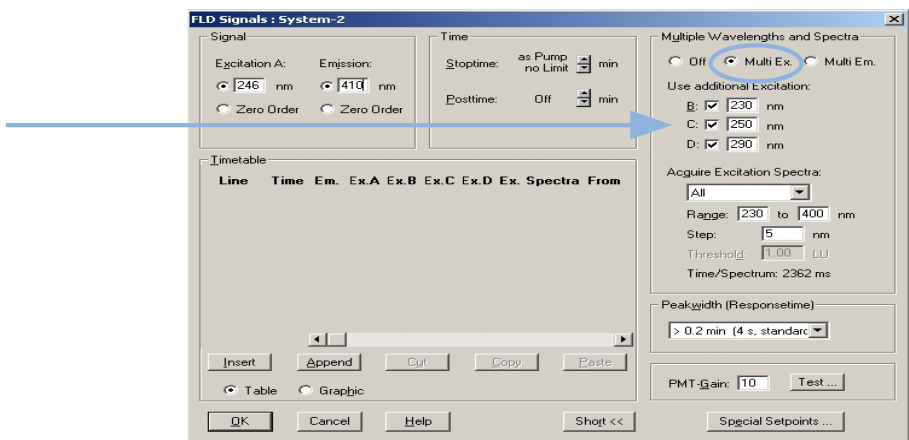 FLD Signals : System-2
Signal
Excitation A: Emission:
246 nm 410 nm
Zero Order Zero Order
Time
Stoptime: as Pump no Limit min
Posttime: Off min
Multiple Wavelengths and Spectra
Off Multi Ex. Multi Em.
Use additional Excitation:
B: 230 nm
C: 250 nm
D: 290 nm
Acquire Excitation Spectra:
All
Range: 230 to 400 nm
Step: 5 nm
Threshold: 1.00 LU
Time/Spectrum: 2362 ms
Timetable
Line Time Em. Ex.A Ex.B Ex.C Ex.D Ex. Spectra From
Insert Append Cut Copy Paste
Table Graphic
Peakwidth (Responsetime)
> 0.2 min (4 s, standard
PMT-Gain: 10 Test ...
OK Cancel Help Short << Special Setpoints ...